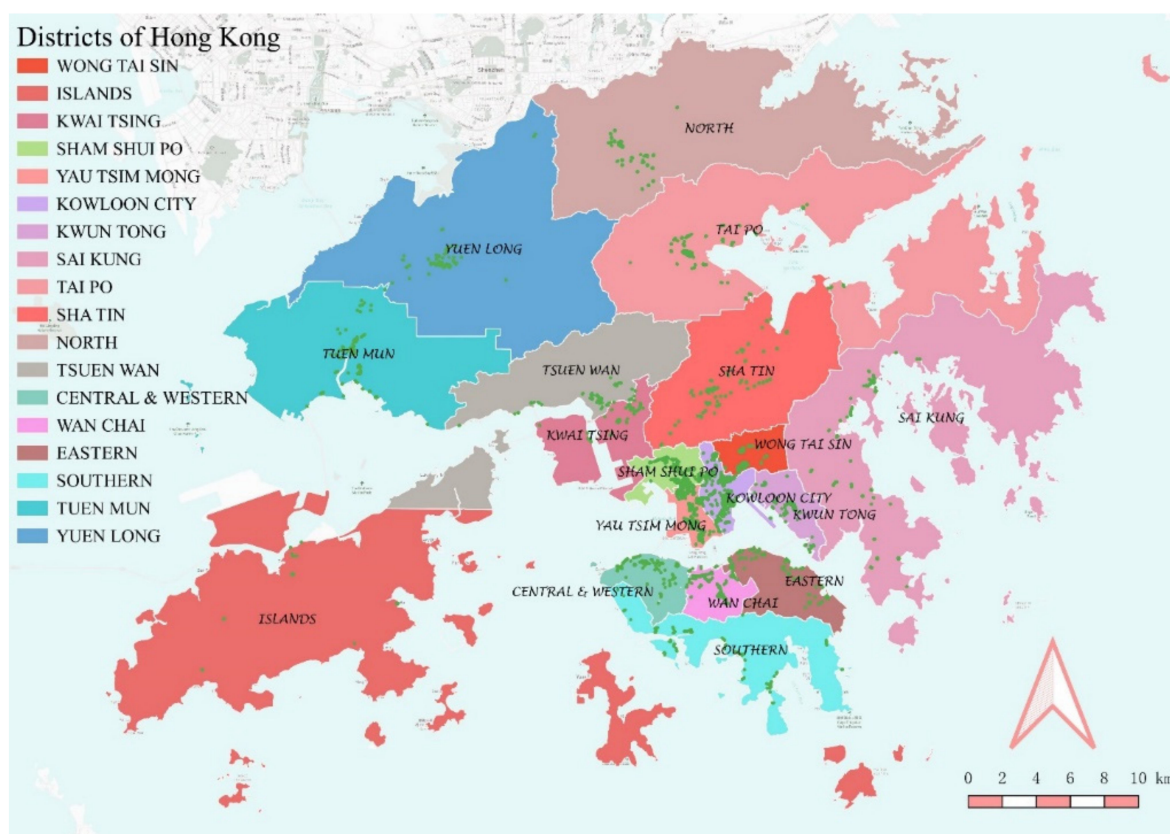 Districts of Hong Kong
WONG TAI SIN
ISLANDS
KWAI TSING
SHAM SHUI PO
YAU TSIM MONG
KOWLOON CITY
KWUN TONG
SAI KUNG
TAI PO
SHA TIN
NORTH
TSUEN WAN
CENTRAL & WESTERN
WAN CHAI
EASTERN
SOUTHERN
TUEN MUN
YUEN LONG
Shenzhen
NORTH
TAI PO
YUEN LONG
TUEN MUN
TSUEN WAN
SHA TIN
SAI KUNG
KWAI TSING
WONG TAI SIN
SHAM SHUI PO
KOWLOON CITY
KWUN TONG
YAU TSIM MONG
EASTERN
CENTRAL & WESTERN
WAN CHAI
ISLANDS
SOUTHERN
0 2 4 6 8 10 km